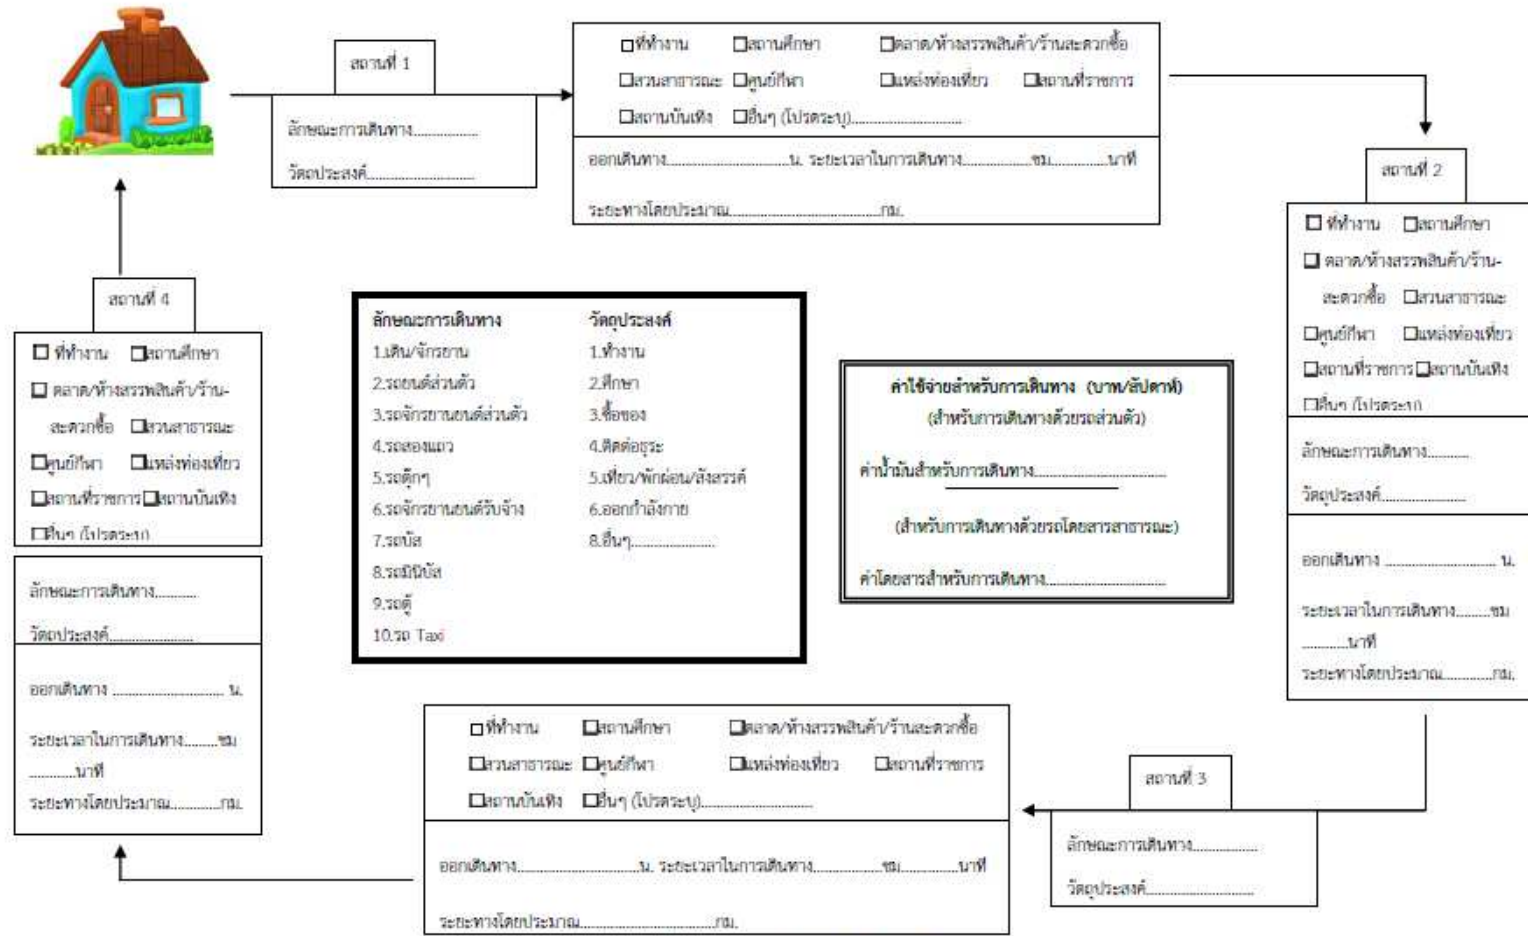 สถานที่ 1
ลักษณะการเดินทาง................
วัตถุประสงค์...........................
ที่ทำงาน สถานศึกษา ตลาด/ห้างสรรพสินค้า/ร้านสะดวกซื้อ
สวนสาธารณะ ศูนย์กีฬา แหล่งท่องเที่ยว สถานที่ราชการ
สถานบันเทิง อื่นๆ (โปรดระบุ)...........................
ออกเดินทาง..............................น. ระยะเวลาในการเดินทาง.................ชม.............นาที
ระยะทางโดยประมาณ......................................กม.
สถานที่ 2
ที่ทำงาน สถานศึกษา
ตลาด/ห้างสรรพสินค้า/ร้าน-
สะดวกซื้อ สวนสาธารณะ
ศูนย์กีฬา แหล่งท่องเที่ยว
สถานที่ราชการ สถานบันเทิง
อื่นๆ (โปรดระบุ)
ลักษณะการเดินทาง..........
วัตถุประสงค์.....................
ออกเดินทาง ........................... น.
ระยะเวลาในการเดินทาง........ชม
...........นาที
ระยะทางโดยประมาณ............กม.
สถานที่ 3
ลักษณะการเดินทาง................
วัตถุประสงค์...........................
ที่ทำงาน สถานศึกษา ตลาด/ห้างสรรพสินค้า/ร้านสะดวกซื้อ
สวนสาธารณะ ศูนย์กีฬา แหล่งท่องเที่ยว สถานที่ราชการ
สถานบันเทิง อื่นๆ (โปรดระบุ)...........................
ออกเดินทาง..............................น. ระยะเวลาในการเดินทาง.................ชม.............นาที
ระยะทางโดยประมาณ..................................กม.
สถานที่ 4
ที่ทำงาน สถานศึกษา
ตลาด/ห้างสรรพสินค้า/ร้าน-
สะดวกซื้อ สวนสาธารณะ
ศูนย์กีฬา แหล่งท่องเที่ยว
สถานที่ราชการ สถานบันเทิง
อื่นๆ (โปรดระบุ)
ลักษณะการเดินทาง..........
วัตถุประสงค์.....................
ออกเดินทาง ........................... น.
ระยะเวลาในการเดินทาง........ชม
...........นาที
ระยะทางโดยประมาณ............กม.
ลักษณะการเดินทาง วัตถุประสงค์
1.เดิน/จักรยาน 1.ทำงาน
2.รถยนต์ส่วนตัว 2.ศึกษา
3.รถจักรยานยนต์ส่วนตัว 3.ซื้อของ
4.รถสองแถว 4.ติดต่อธุระ
5.รถตุ๊กๆ 5.เที่ยว/พักผ่อน/สังสรรค์
6.รถจักรยานยนต์รับจ้าง 6.ออกกำลังกาย
7.รถบัส 8.อื่นๆ.....................
8.รถมินิบัส
9.รถตู้
10.รถ Taxi
ค่าใช้จ่ายสำหรับการเดินทาง (บาท/สัปดาห์)
(สำหรับการเดินทางด้วยรถส่วนตัว)
ค่าน้ำมันสำหรับการเดินทาง................................
(สำหรับการเดินทางด้วยรถโดยสารสาธารณะ)
ค่าโดยสารสำหรับการเดินทาง..............................